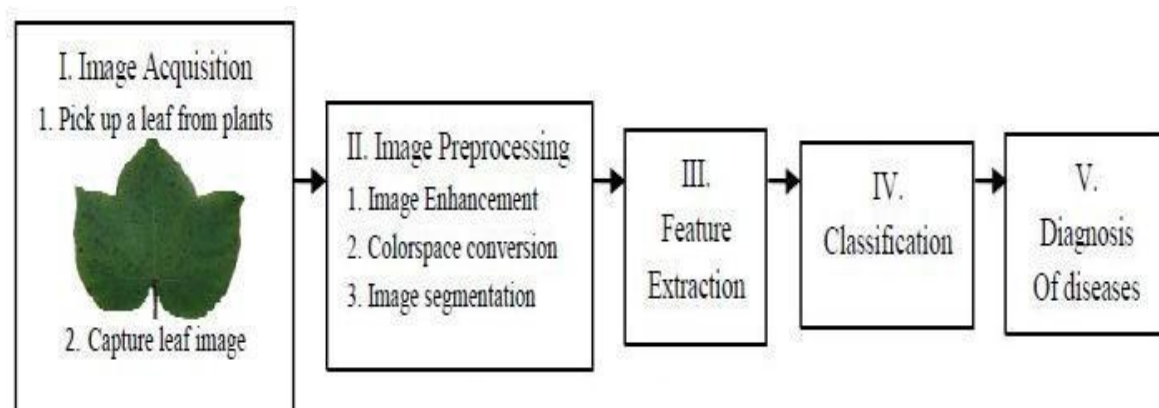 I. Image Acquisition
1. Pick up a leaf from plants
2. Capture leaf image
II. Image Preprocessing
1. Image Enhancement
2. Colorspace conversion
3. Image segmentation
III.
Feature
Extraction
IV.
Classification
V.
Diagnosis
Of diseases